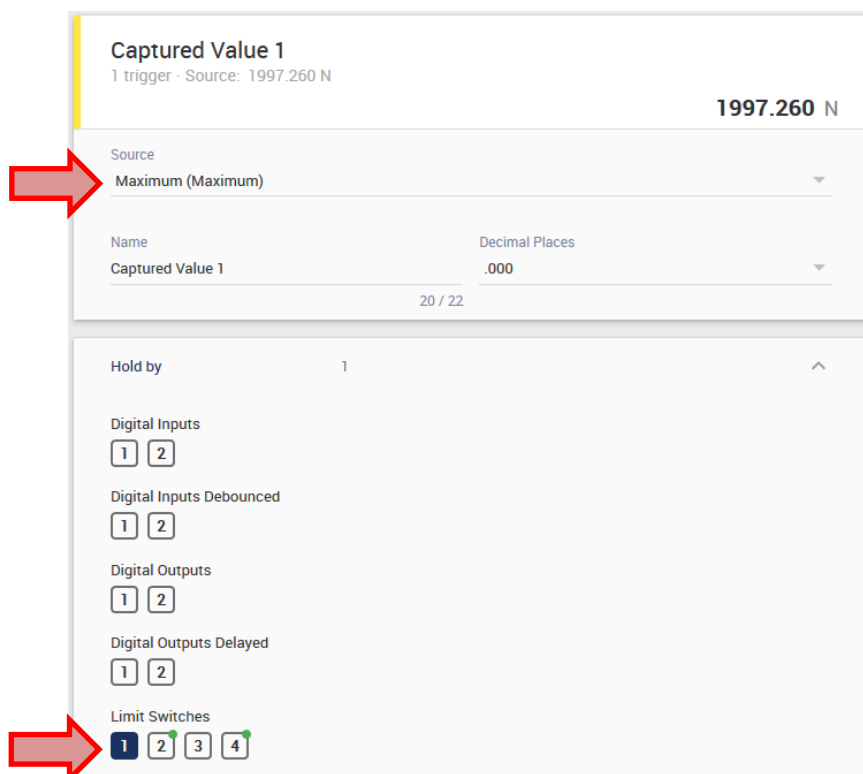 Captured Value 1
1 trigger · Source: 1997.260 N
1997.260 N
Source
Maximum (Maximum)
Name
Decimal Places
Captured Value 1
.000
20 / 22
Hold by 1
Digital Inputs
1 2
Digital Inputs Debounced
1 2
Digital Outputs
1 2
Digital Outputs Delayed
1 2
Limit Switches
1 2 3 4